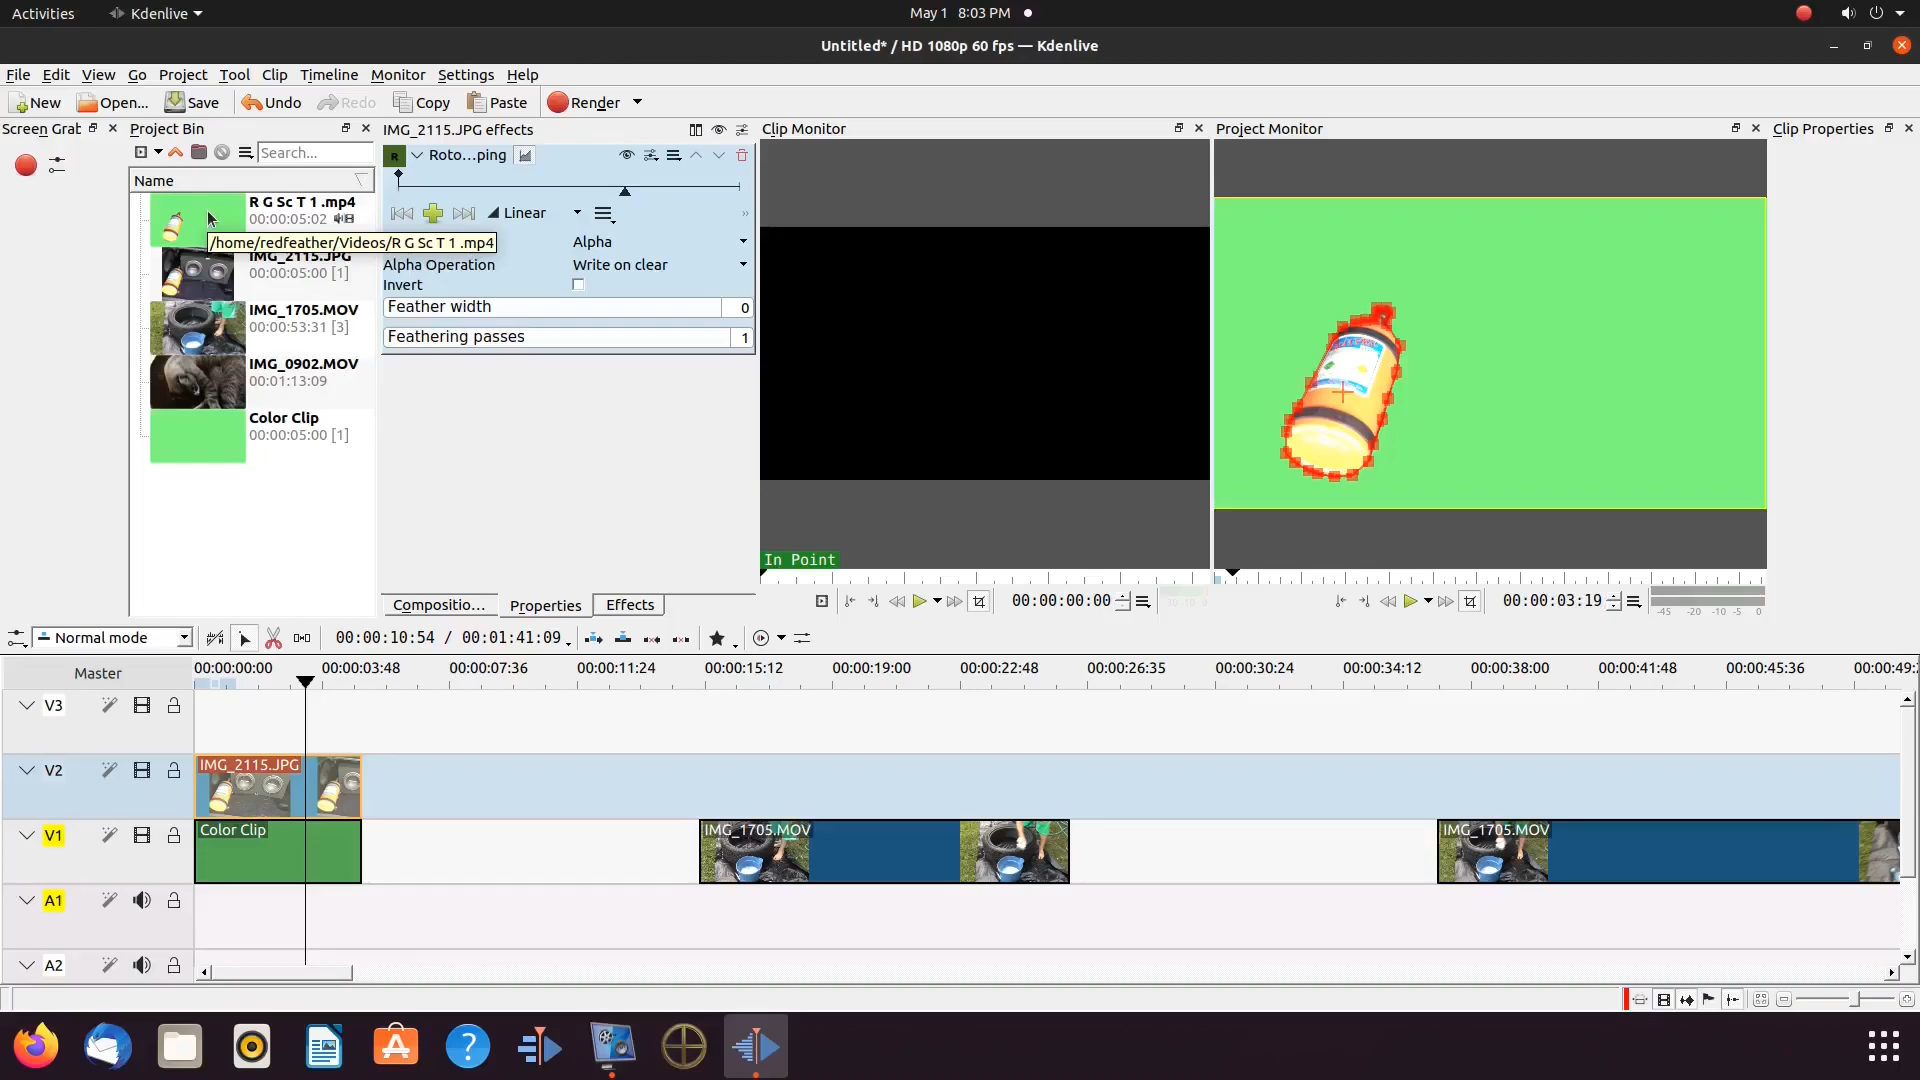 Activities
Kdenlive
May 1 8:03 PM
Untitled* / HD 1080p 60 fps — Kdenlive
File Edit View Go Project Tool Clip Timeline Monitor Settings Help
New Open... Save Undo Redo Copy Paste Render
Screen Grab
Project Bin
IMG_2115.JPG effects
Clip Monitor
Project Monitor
Clip Properties
Search...
R Roto...ping
Name
R G Sc T 1 .mp4
00:00:05:02
/home/redfeather/Videos/R G Sc T 1 .mp4
IMG_2115.JPG
00:00:05:00 [1]
IMG_1705.MOV
00:00:53:31 [3]
IMG_0902.MOV
00:01:13:09
Color Clip
00:00:05:00 [1]
Linear
Alpha
Alpha Operation Write on clear
Invert
Feather width 0
Feathering passes 1
Compositio... Properties Effects
In Point
00:00:00:00
00:00:03:19
-45 -20 -10 -5 0
Normal mode
00:00:10:54 / 00:01:41:09
Master
00:00:00:00 00:00:03:48 00:00:07:36 00:00:11:24 00:00:15:12 00:00:19:00 00:00:22:48 00:00:26:35 00:00:30:24 00:00:34:12 00:00:38:00 00:00:41:48 00:00:45:36 00:00:49:
V3
V2
IMG_2115.JPG
V1
Color Clip
IMG_1705.MOV
IMG_1705.MOV
A1
A2